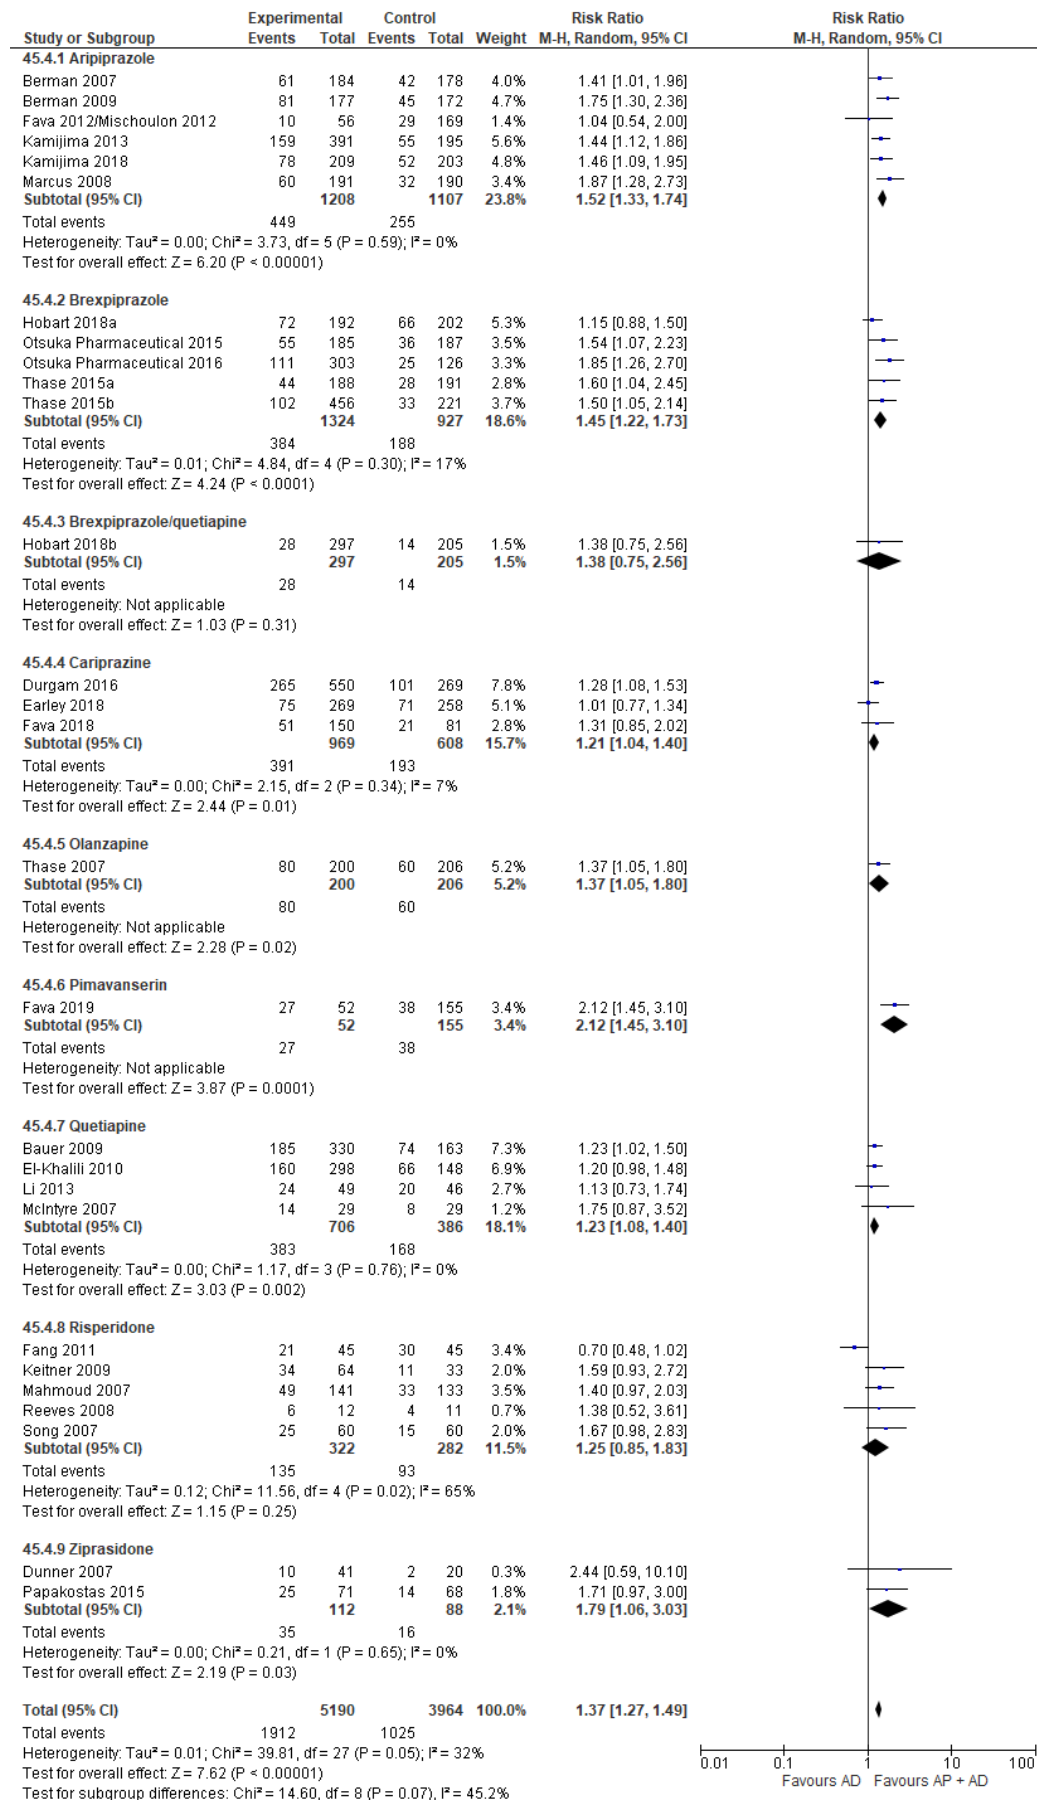 Experimental Control Risk Ratio Risk Ratio
Study or Subgroup Events Total Events Total Weight M-H, Random, 95% CI M-H, Random, 95% CI
45.4.1 Aripiprazole
Berman 2007 61 184 42 178 4.0% 1.41 [1.01, 1.96]
Berman 2009 81 177 45 172 4.7% 1.75 [1.30, 2.36]
Fava 2012/Mischoulon 2012 10 56 29 169 1.4% 1.04 [0.54, 2.00]
Kamijima 2013 159 391 55 195 5.6% 1.44 [1.12, 1.86]
Kamijima 2018 78 209 52 203 4.8% 1.46 [1.09, 1.95]
Marcus 2008 60 191 32 190 3.4% 1.87 [1.28, 2.73]
Subtotal (95% CI) 1208 1107 23.8% 1.52 [1.33, 1.74]
Total events 449 255
Heterogeneity: Tau² = 0.00; Chi² = 3.73, df = 5 (P = 0.59); I² = 0%
Test for overall effect: Z = 6.20 (P < 0.00001)
45.4.2 Brexpiprazole
Hobart 2018a 72 192 66 202 5.3% 1.15 [0.88, 1.50]
Otsuka Pharmaceutical 2015 55 185 36 187 3.5% 1.54 [1.07, 2.23]
Otsuka Pharmaceutical 2016 111 303 25 126 3.3% 1.85 [1.26, 2.70]
Thase 2015a 44 188 28 191 2.8% 1.60 [1.04, 2.45]
Thase 2015b 102 456 33 221 3.7% 1.50 [1.05, 2.14]
Subtotal (95% CI) 1324 927 18.6% 1.45 [1.22, 1.73]
Total events 384 188
Heterogeneity: Tau² = 0.01; Chi² = 4.84, df = 4 (P = 0.30); I² = 17%
Test for overall effect: Z = 4.24 (P < 0.0001)
45.4.3 Brexpiprazole/quetiapine
Hobart 2018b 28 297 14 205 1.5% 1.38 [0.75, 2.56]
Subtotal (95% CI) 297 205 1.5% 1.38 [0.75, 2.56]
Total events 28 14
Heterogeneity: Not applicable
Test for overall effect: Z = 1.03 (P = 0.31)
45.4.4 Cariprazine
Durgam 2016 265 550 101 269 7.8% 1.28 [1.08, 1.53]
Earley 2018 75 269 71 258 5.1% 1.01 [0.77, 1.34]
Fava 2018 51 150 21 81 2.8% 1.31 [0.85, 2.02]
Subtotal (95% CI) 969 608 15.7% 1.21 [1.04, 1.40]
Total events 391 193
Heterogeneity: Tau² = 0.00; Chi² = 2.15, df = 2 (P = 0.34); I² = 7%
Test for overall effect: Z = 2.44 (P = 0.01)
45.4.5 Olanzapine
Thase 2007 80 200 60 206 5.2% 1.37 [1.05, 1.80]
Subtotal (95% CI) 200 206 5.2% 1.37 [1.05, 1.80]
Total events 80 60
Heterogeneity: Not applicable
Test for overall effect: Z = 2.28 (P = 0.02)
45.4.6 Pimavanserin
Fava 2019 27 52 38 155 3.4% 2.12 [1.45, 3.10]
Subtotal (95% CI) 52 155 3.4% 2.12 [1.45, 3.10]
Total events 27 38
Heterogeneity: Not applicable
Test for overall effect: Z = 3.87 (P = 0.0001)
45.4.7 Quetiapine
Bauer 2009 185 330 74 163 7.3% 1.23 [1.02, 1.50]
El-Khalili 2010 160 298 66 148 6.9% 1.20 [0.98, 1.48]
Li 2013 24 49 20 46 2.7% 1.13 [0.73, 1.74]
McIntyre 2007 14 29 8 29 1.2% 1.75 [0.87, 3.52]
Subtotal (95% CI) 706 386 18.1% 1.23 [1.08, 1.40]
Total events 383 168
Heterogeneity: Tau² = 0.00; Chi² = 1.17, df = 3 (P = 0.76); I² = 0%
Test for overall effect: Z = 3.03 (P = 0.002)
45.4.8 Risperidone
Fang 2011 21 45 30 45 3.4% 0.70 [0.48, 1.02]
Keitner 2009 34 64 11 33 2.0% 1.59 [0.93, 2.72]
Mahmoud 2007 49 141 33 133 3.5% 1.40 [0.97, 2.03]
Reeves 2008 6 12 4 11 0.7% 1.38 [0.52, 3.61]
Song 2007 25 60 15 60 2.0% 1.67 [0.98, 2.83]
Subtotal (95% CI) 322 282 11.5% 1.25 [0.85, 1.83]
Total events 135 93
Heterogeneity: Tau² = 0.12; Chi² = 11.56, df = 4 (P = 0.02); I² = 65%
Test for overall effect: Z = 1.15 (P = 0.25)
45.4.9 Ziprasidone
Dunner 2007 10 41 2 20 0.3% 2.44 [0.59, 10.10]
Papakostas 2015 25 71 14 68 1.8% 1.71 [0.97, 3.00]
Subtotal (95% CI) 112 88 2.1% 1.79 [1.06, 3.03]
Total events 35 16
Heterogeneity: Tau² = 0.00; Chi² = 0.21, df = 1 (P = 0.65); I² = 0%
Test for overall effect: Z = 2.19 (P = 0.03)
Total (95% CI) 5190 3964 100.0% 1.37 [1.27, 1.49]
Total events 1912 1025
Heterogeneity: Tau² = 0.01; Chi² = 39.81, df = 27 (P = 0.05); I² = 32%
Test for overall effect: Z = 7.62 (P < 0.00001)
Test for subgroup differences: Chi² = 14.60, df = 8 (P = 0.07), I² = 45.2%
0.01 0.1 1 10 100
Favours AD Favours AP + AD